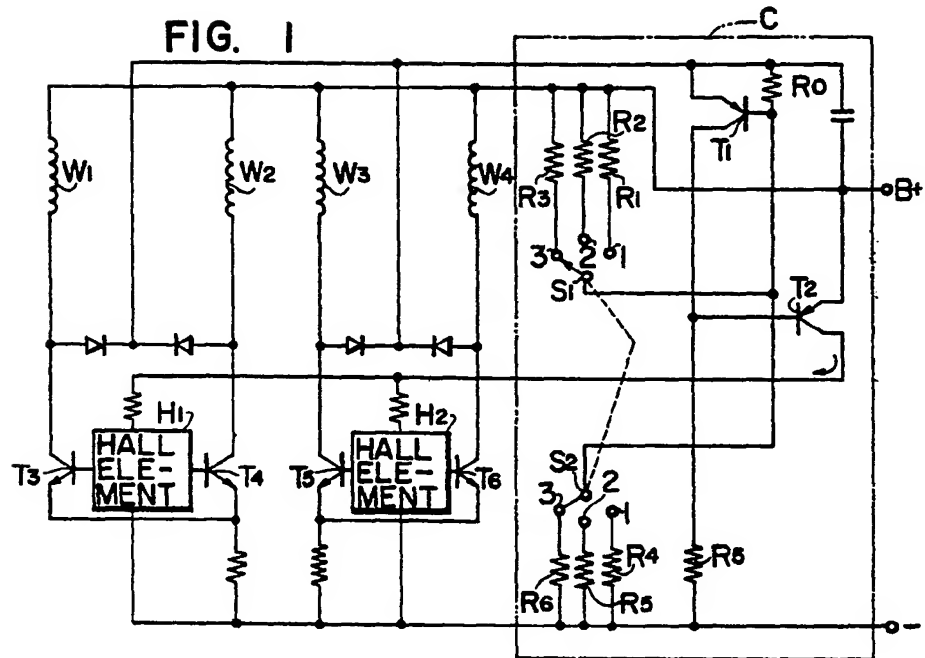 FIG. 1
C
R0
R2
T1
W1
W2
W3
W4
R3
R1
B+
3
2
1
S1
T2
H1
H2
HALL
ELE-
MENT
HALL
ELE-
MENT
T3
T4
T5
T6
S2
3
2
1
R4
R5
R6
R5
-